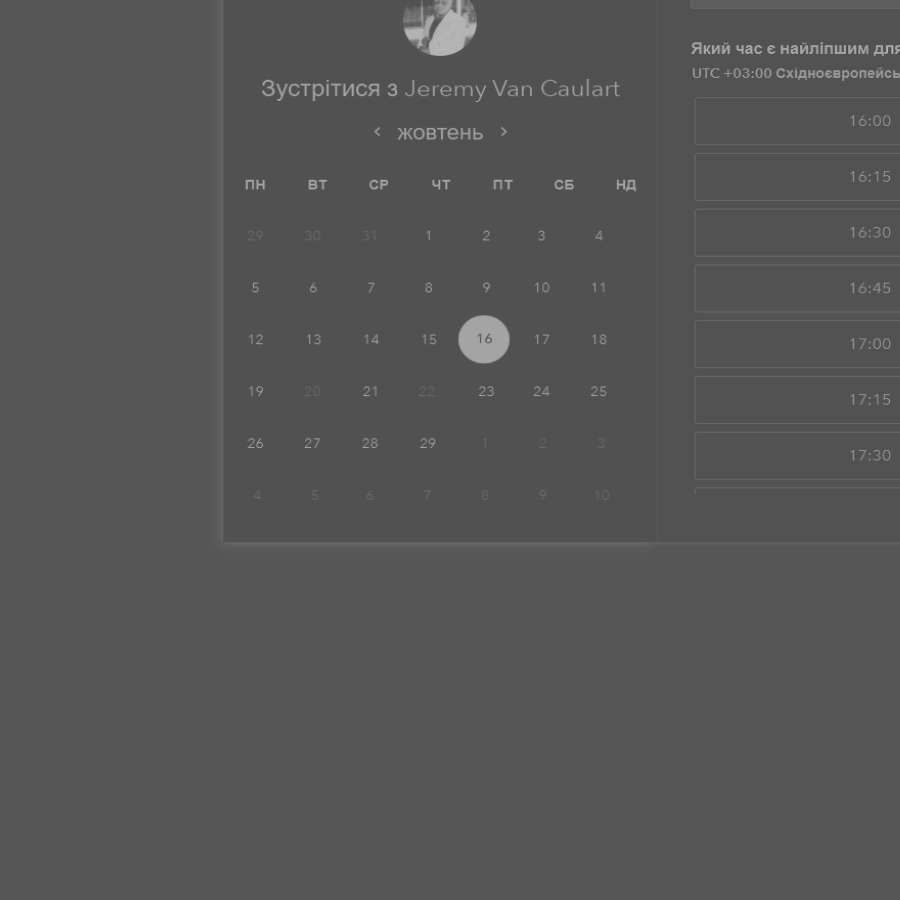 Який час є найліпшим для
UTC +03:00 Східноєвропейсь
Зустрітися з Jeremy Van Caulart
< жовтень >
ПН ВТ СР ЧТ ПТ СБ НД
29 30 31 1 2 3 4
5 6 7 8 9 10 11
12 13 14 15 16 17 18
19 20 21 22 23 24 25
26 27 28 29 1 2 3
4 5 6 7 8 9 10
16:00
16:15
16:30
16:45
17:00
17:15
17:30